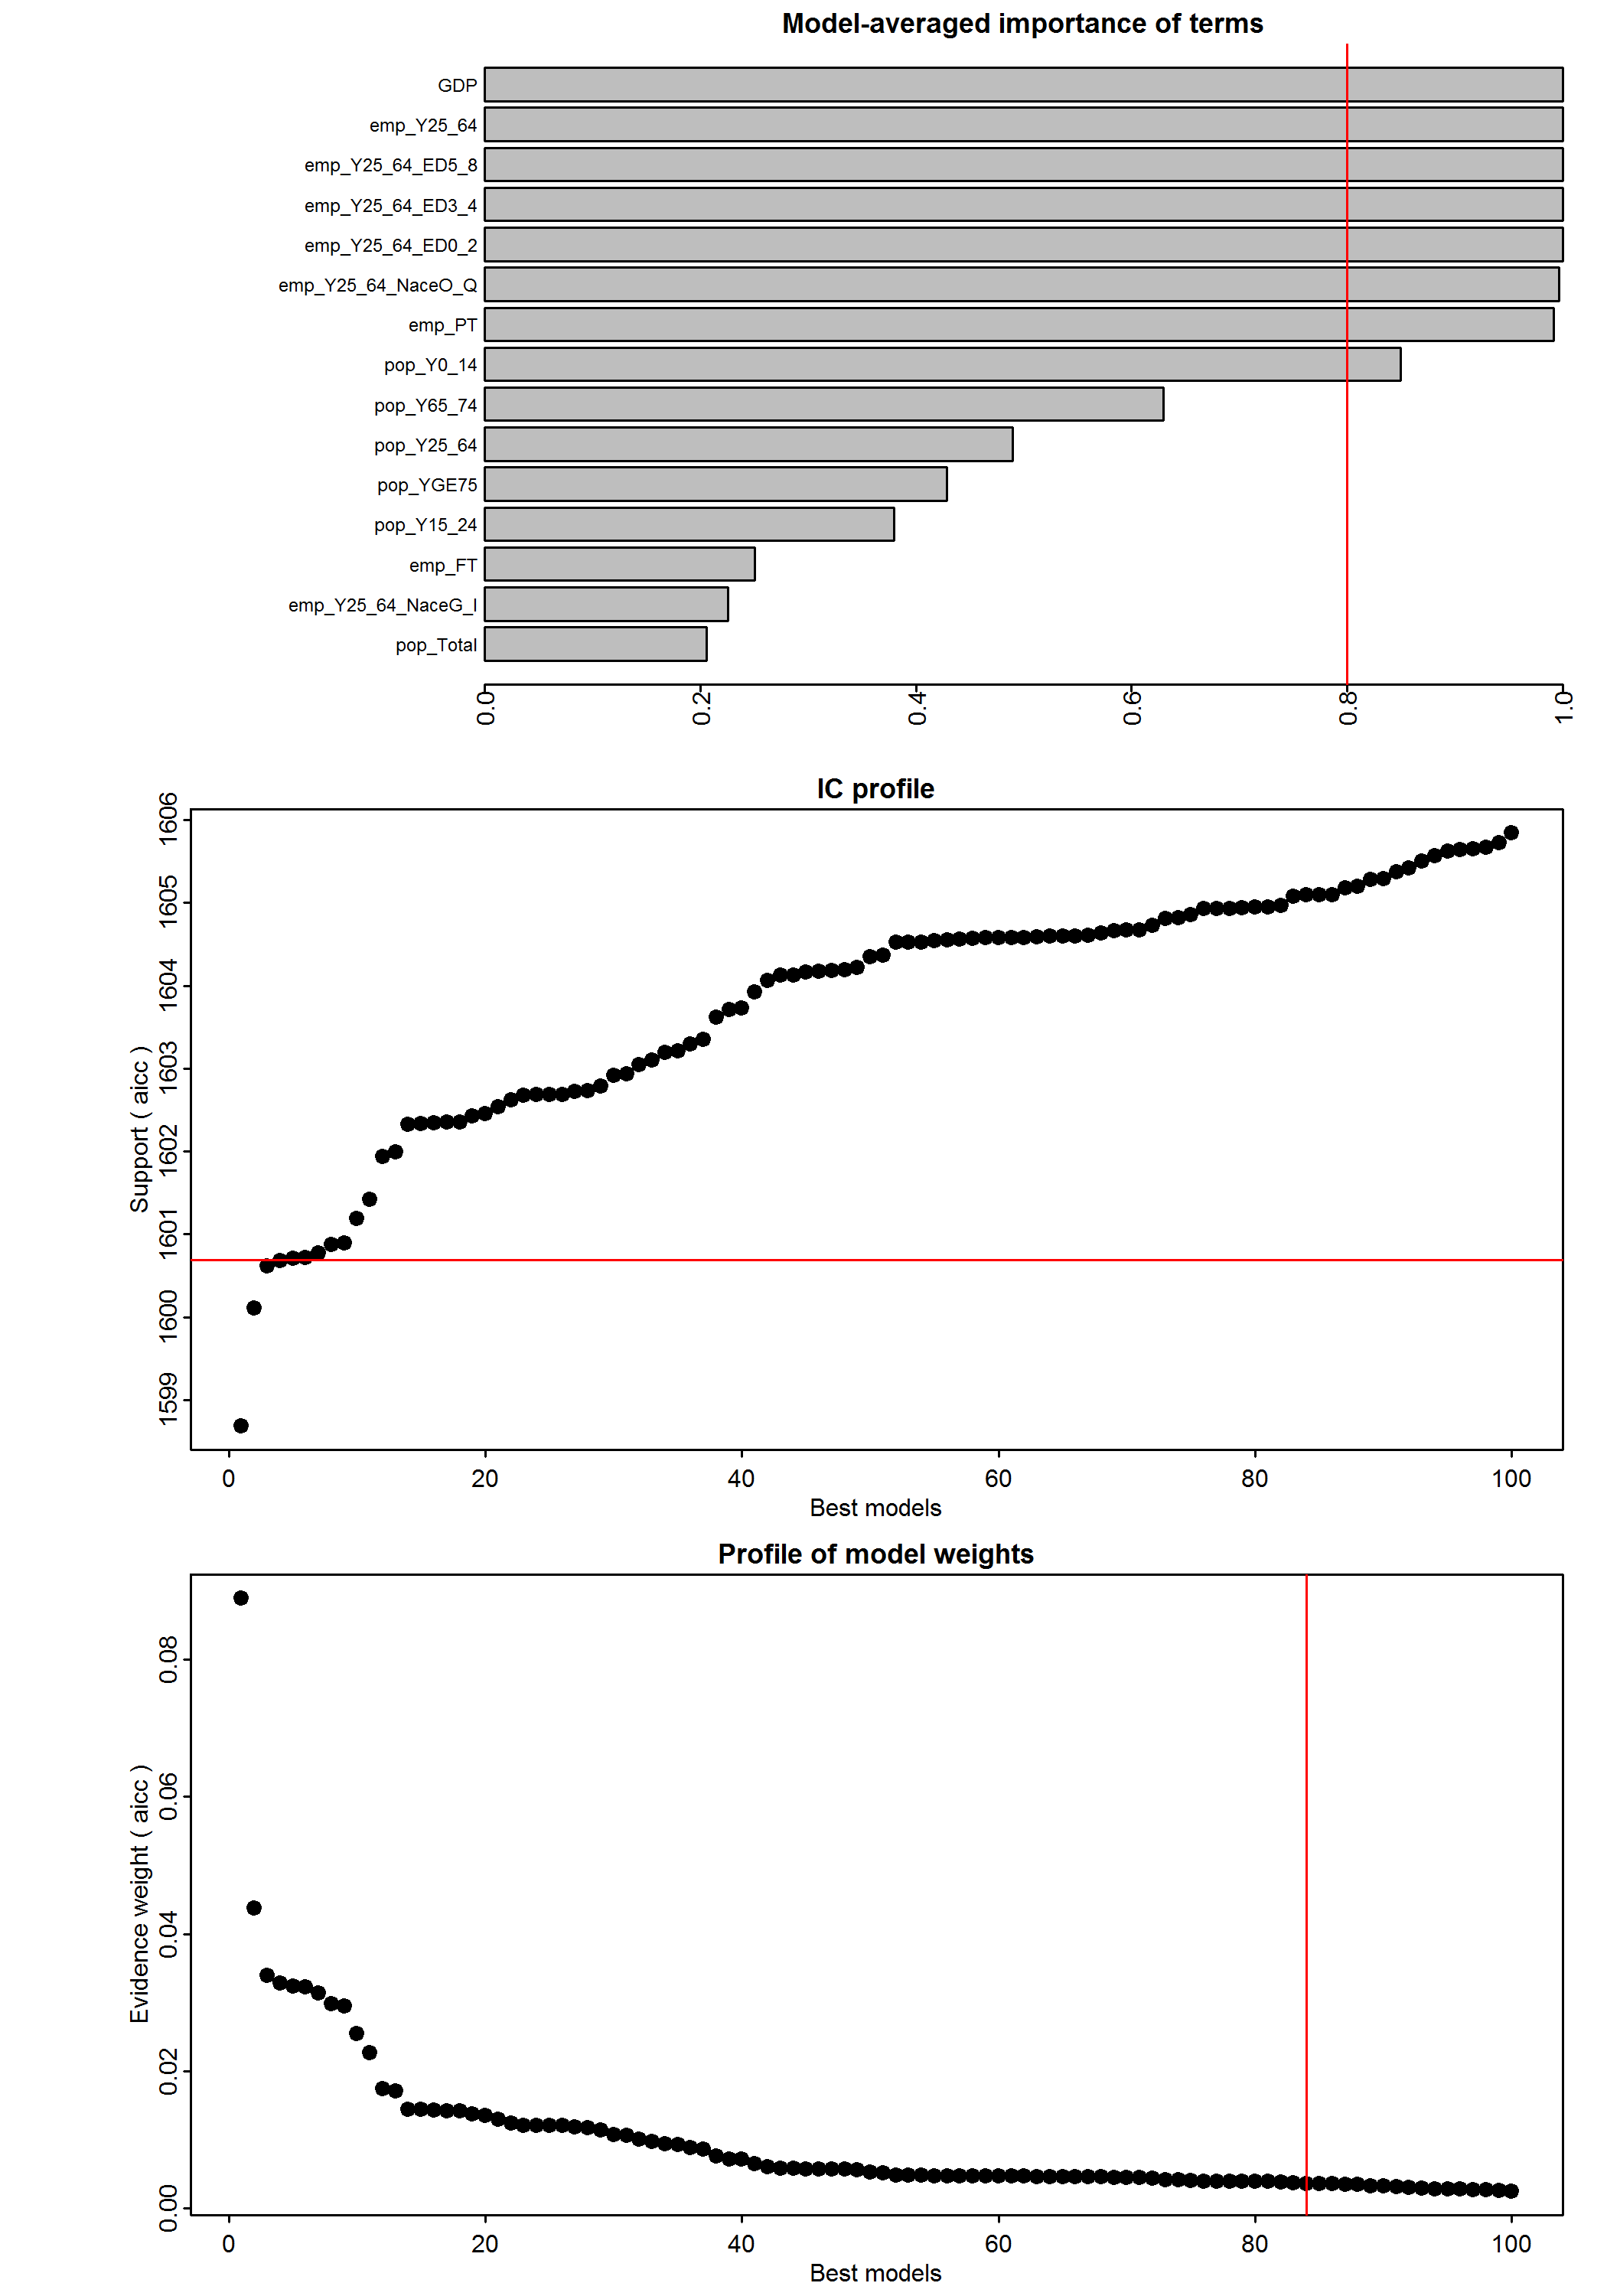 Model-averaged importance of terms
GDP
emp_Y25_64
emp_Y25_64_ED5_8
emp_Y25_64_ED3_4
emp_Y25_64_ED0_2
emp_Y25_64_NaceO_Q
emp_PT
pop_Y0_14
pop_Y65_74
pop_Y25_64
pop_YGE75
pop_Y15_24
emp_FT
emp_Y25_64_NaceG_I
pop_Total
0.0 0.2 0.4 0.6 0.8 1.0
IC profile
Support ( aicc )
1606
1605
1604
1603
1602
1601
1600
1599
0 20 40 60 80 100
Best models
Profile of model weights
Evidence weight ( aicc )
0.08
0.06
0.04
0.02
0.00
0 20 40 60 80 100
Best models